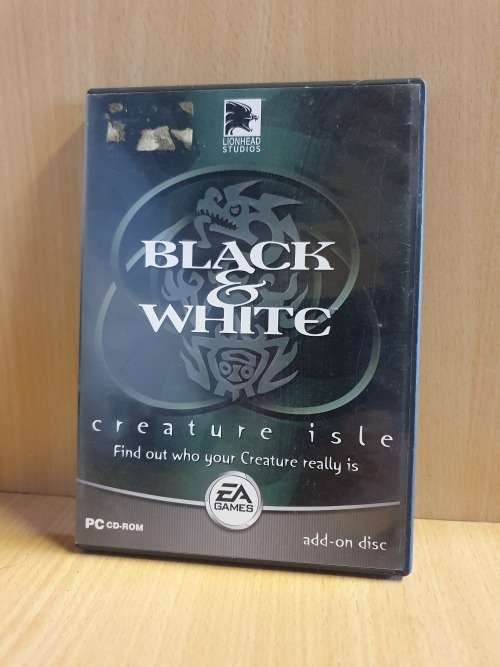 LIONHEAD
STUDIOS
BLACK
&
WHITE
creature isle
Find out who your Creature really is
EA
GAMES
PC CD-ROM
add-on disc